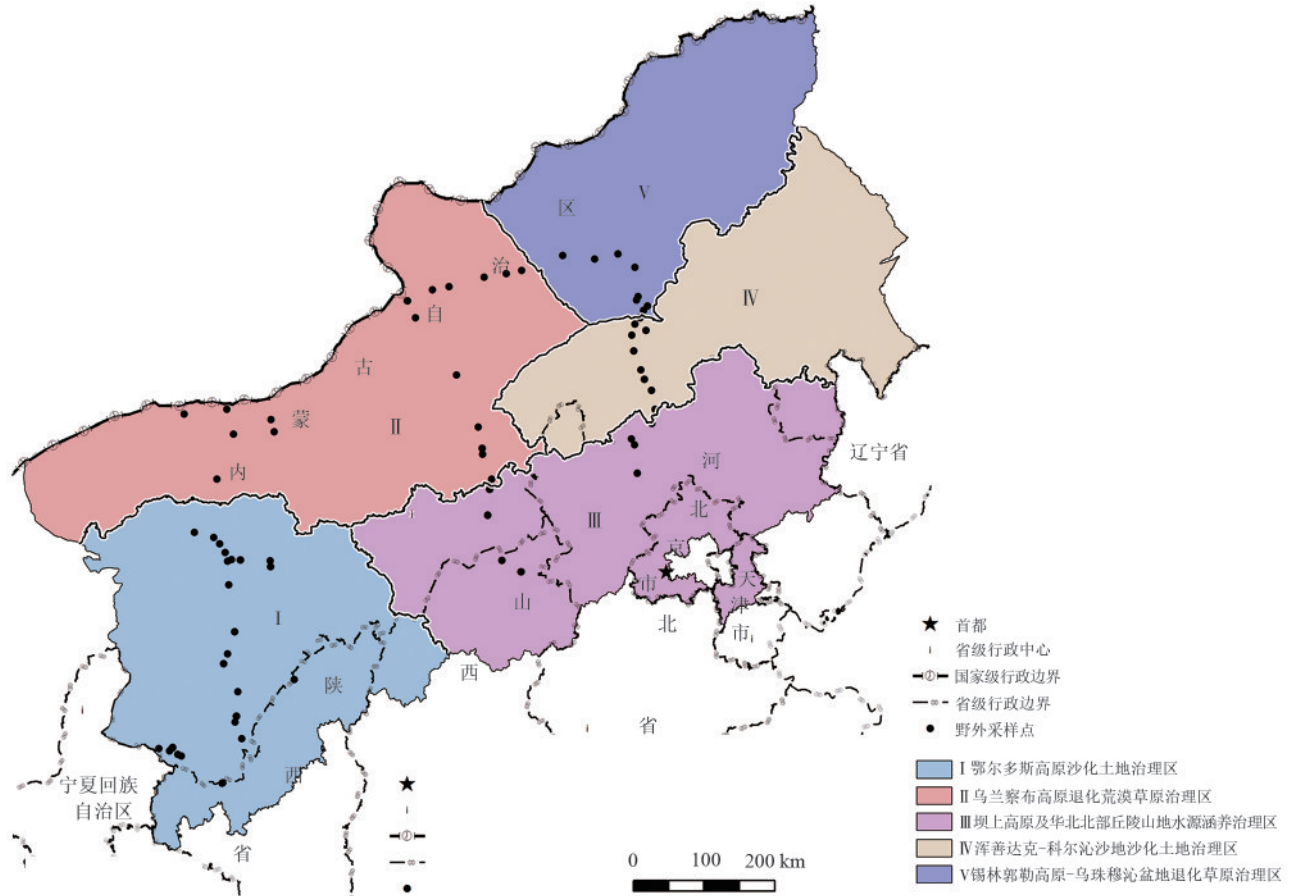 区
Ⅴ
治
自
Ⅳ
古
蒙
Ⅱ
内
辽宁省
河
北
Ⅲ
京
市
天
津
市
山
北
Ⅰ
陕
西
省
宁夏回族
自治区
西
省
首都
省级行政中心
国家级行政边界
省级行政边界
野外采样点
Ⅰ鄂尔多斯高原沙化土地治理区
Ⅱ乌兰察布高原退化荒漠草原治理区
Ⅲ坝上高原及华北北部丘陵山地水源涵养治理区
Ⅳ浑善达克-科尔沁沙地沙化土地治理区
Ⅴ锡林郭勒高原-乌珠穆沁盆地退化草原治理区
0 100 200 km